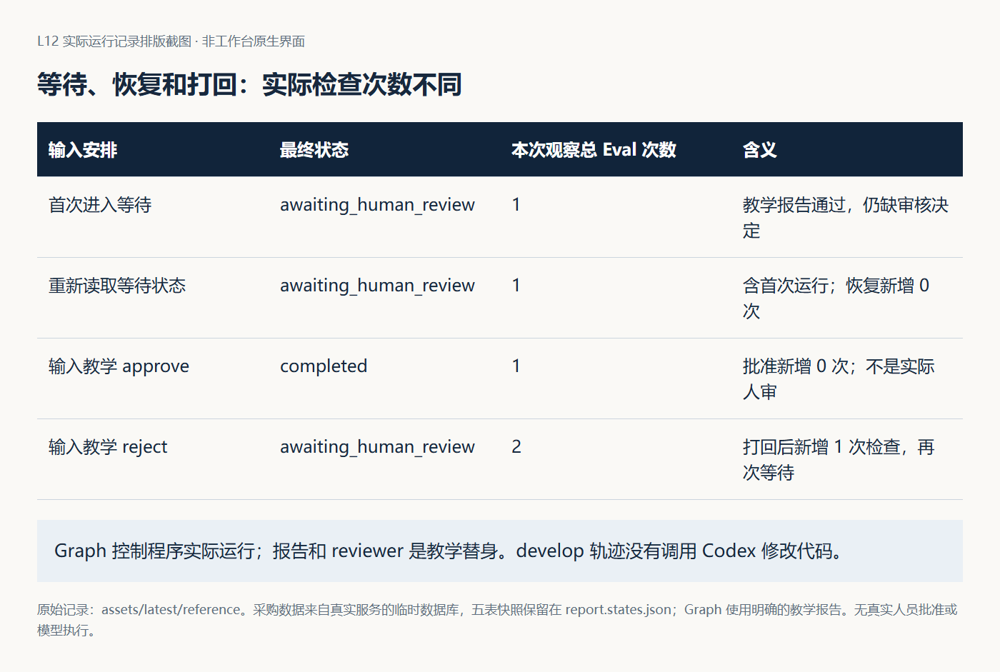 L12 实际运行记录排版截图 · 非工作台原生界面
等待、恢复和打回：实际检查次数不同
输入安排 最终状态 本次观察总 Eval 次数 含义
首次进入等待 awaiting_human_review 1 教学报告通过，仍缺审核决
定
重新读取等待状态 awaiting_human_review 1 含首次运行；恢复新增 0
次
输入教学 approve completed 1 批准新增 0 次；不是实际
人审
输入教学 reject awaiting_human_review 2 打回后新增 1 次检查，再
次等待
Graph 控制程序实际运行；报告和 reviewer 是教学替身。develop 轨迹没有调用 Codex 修改代码。
原始记录：assets/latest/reference。采购数据来自真实服务的临时数据库，五表快照保留在 report.states.json；Graph 使用明确的教学报告。无真实人员批准或
模型执行。